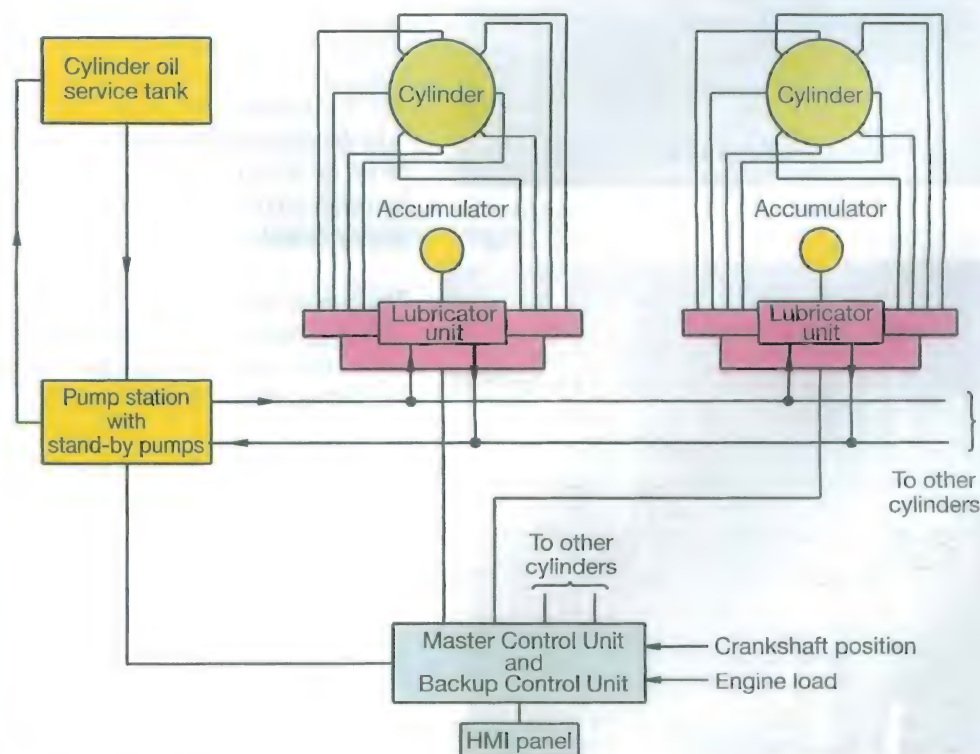 Cylinder oil
service tank
Cylinder
Cylinder
Accumulator
Accumulator
Lubricator
unit
Lubricator
unit
Pump station
with
stand-by pumps
To other
cylinders
To other
cylinders
Master Control Unit
and
Backup Control Unit
Crankshaft position
Engine load
HMI panel